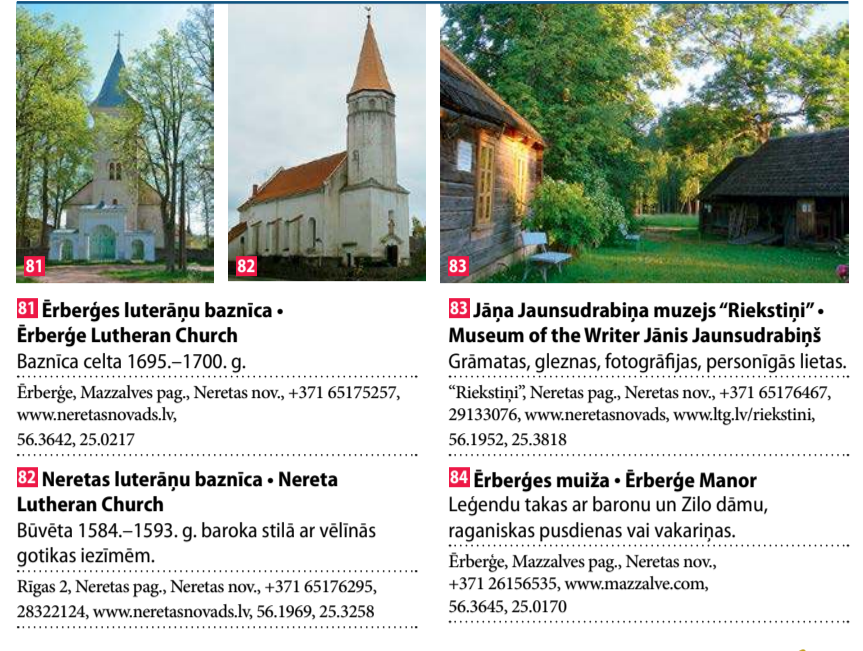 81
82
83
81 Ērberģes luterāņu baznīca •
Ērberģe Lutheran Church
Baznīca celta 1695.–1700. g.
Ērberģe, Mazzalves pag., Neretas nov., +371 65175257,
www.neretasnovads.lv,
56.3642, 25.0217
82 Neretas luterāņu baznīca • Nereta
Lutheran Church
Būvēta 1584.–1593. g. baroka stilā ar vēlīnās
gotikas iezīmēm.
Rīgas 2, Neretas pag., Neretas nov., +371 65176295,
28322124, www.neretasnovads.lv, 56.1969, 25.3258
83 Jāņa Jaunsudrabiņa muzejs “Riekstiņi” •
Museum of the Writer Jānis Jaunsudrabiņš
Grāmatas, gleznas, fotogrāfijas, personīgās lietas.
“Riekstiņi”, Neretas pag., Neretas nov., +371 65176467,
29133076, www.neretasnovads, www.ltg.lv/riekstini,
56.1952, 25.3818
84 Ērberģes muiža • Ērberģe Manor
Leģendu takas ar baronu un Zilo dāmu,
raganiskas pusdienas vai vakariņas.
Ērberģe, Mazzalves pag., Neretas nov.,
+371 26156535, www.mazzalve.com,
56.3645, 25.0170